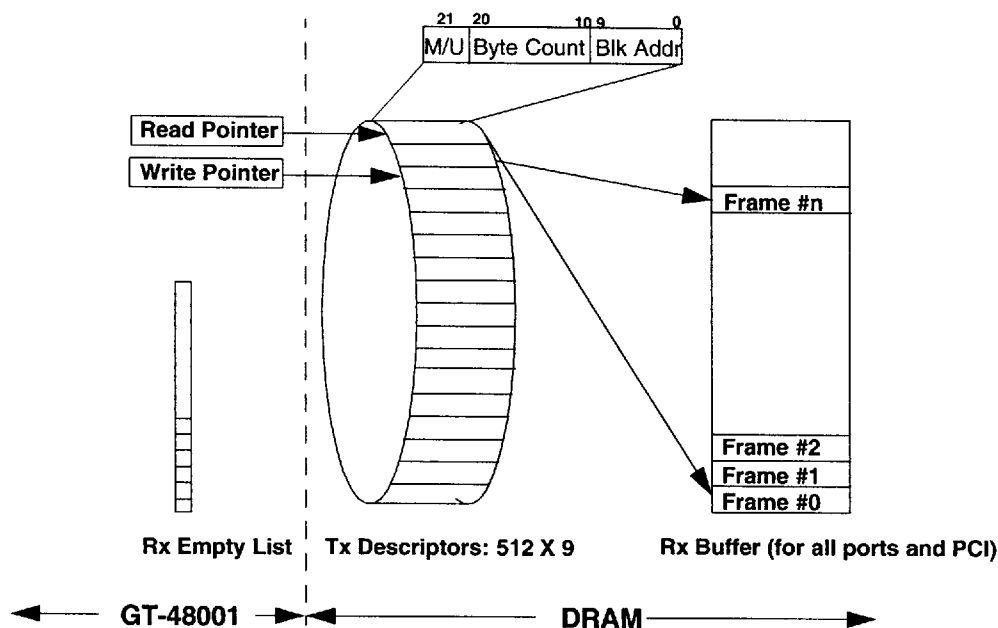 21 20 10 9 0
M/U Byte Count Blk Addr
Read Pointer
Write Pointer
Frame #n
Frame #2
Frame #1
Frame #0
Rx Empty List Tx Descriptors: 512 X 9 Rx Buffer (for all ports and PCI)
GT-48001 DRAM